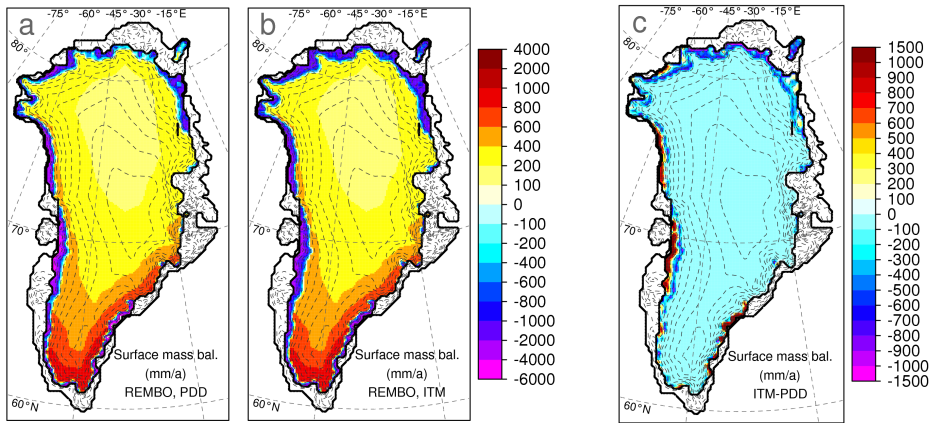 a
-75° -60° -45° -30° -15°E
80°
70°
60°N
Surface mass bal.
(mm/a)
REMBO, PDD
b
-75° -60° -45° -30° -15°E
80°
70°
60°N
Surface mass bal.
(mm/a)
REMBO, ITM
4000
2000
1000
800
600
400
200
100
0
-100
-200
-400
-600
-800
-1000
-2000
-4000
-6000
c
-75° -60° -45° -30° -15°E
80°
70°
60°N
Surface mass bal.
(mm/a)
ITM-PDD
1500
1000
900
800
700
600
500
400
300
200
100
0
-100
-200
-300
-400
-500
-600
-700
-800
-900
-1000
-1500